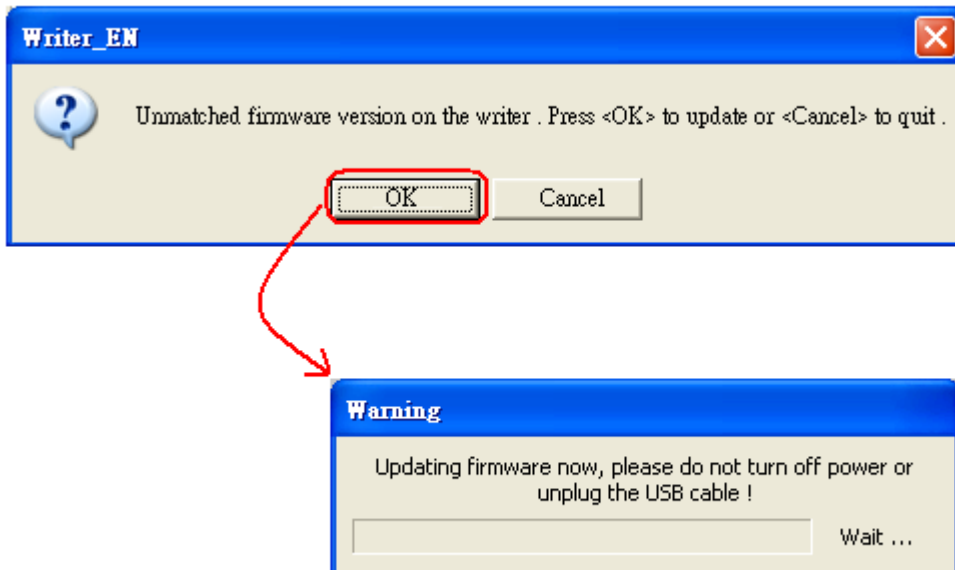 Writer_EN
Unmatched firmware version on the writer . Press <OK> to update or <Cancel> to quit .
OK
Cancel
Warning
Updating firmware now, please do not turn off power or
unplug the USB cable !
Wait ...